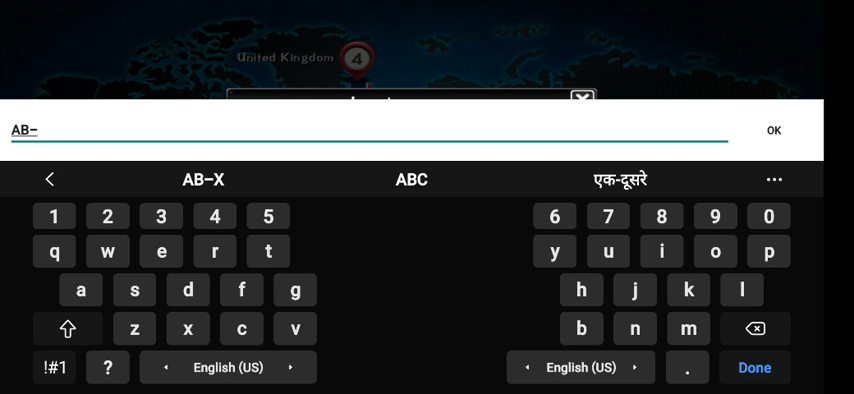 United Kingdom 4
AB-
OK
AB-X ABC एक-दूसरे
1 2 3 4 5 6 7 8 9 0
q w e r t y u i o p
a s d f g h j k l
z x c v b n m
!#1 ? English (US) English (US) . Done